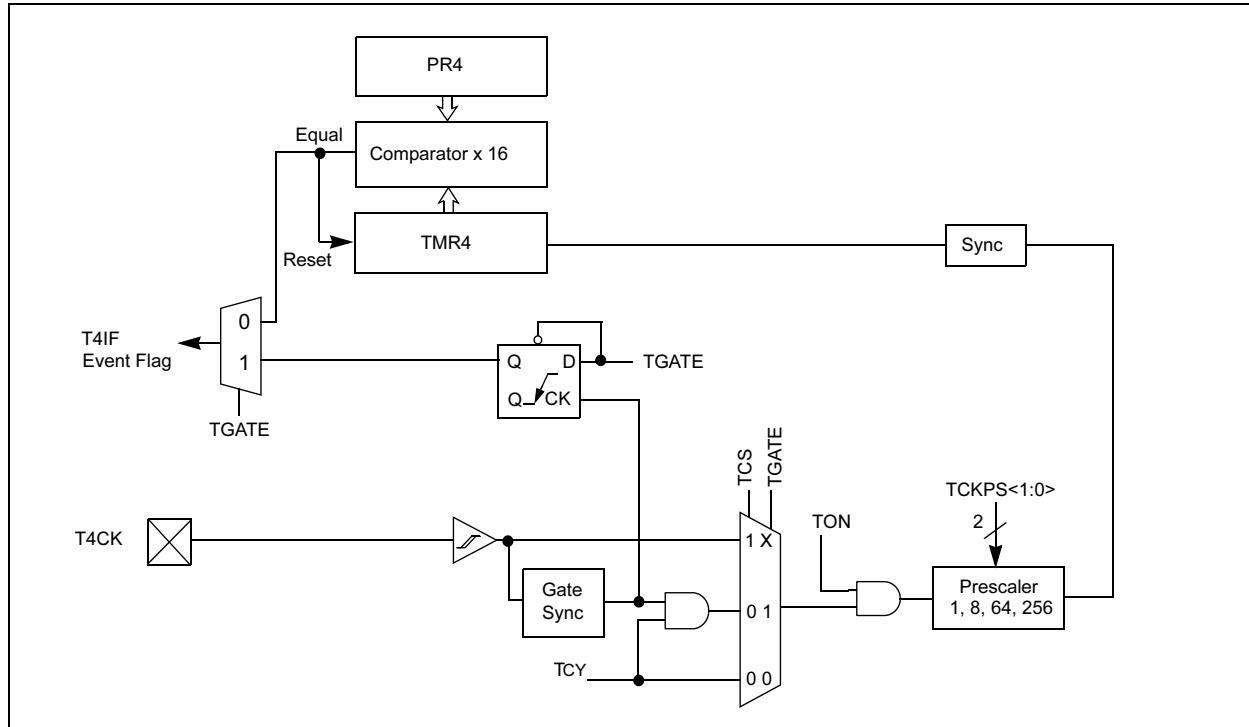 PR4
Equal
Comparator x 16
TMR4
Reset
Sync
0
T4IF
Event Flag
1
TGATE
Q
D
TGATE
Q
CK
TCS
TGATE
TCKPS<1:0>
2
T4CK
TON
1 X
Gate
Sync
0 1
Prescaler
1, 8, 64, 256
TCY
0 0